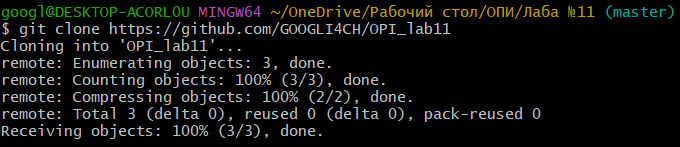 googl@DESKTOP-ACORL0U MINGW64 ~/OneDrive/Рабочий стол/ОПИ/Лаба №11 (master)
$ git clone https://github.com/GOOGLI4CH/OPI_lab11
Cloning into 'OPI_lab11'...
remote: Enumerating objects: 3, done.
remote: Counting objects: 100% (3/3), done.
remote: Compressing objects: 100% (2/2), done.
remote: Total 3 (delta 0), reused 0 (delta 0), pack-reused 0
Receiving objects: 100% (3/3), done.